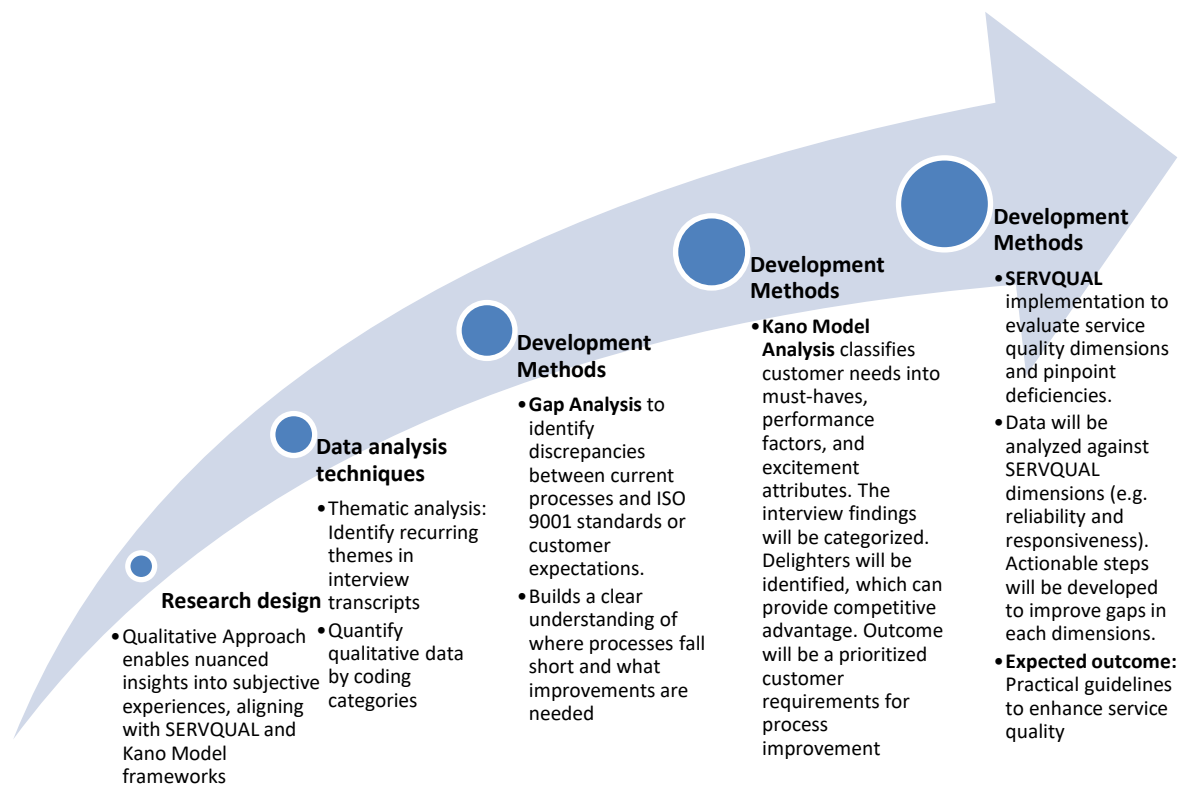 Research design
•Qualitative Approach
enables nuanced
insights into subjective
experiences, aligning
with SERVQUAL and
Kano Model
frameworks
Data analysis
techniques
•Thematic analysis:
Identify recurring
themes in
interview
transcripts
•Quantify
qualitative data
by coding
categories
Development
Methods
•Gap Analysis to
identify
discrepancies
between current
processes and ISO
9001 standards or
customer
expectations.
•Builds a clear
understanding of
where processes fall
short and what
improvements are
needed
Development
Methods
•Kano Model
Analysis classifies
customer needs into
must-haves,
performance
factors, and
excitement
attributes. The
interview findings
will be categorized.
Delighters will be
identified, which can
provide competitive
advantage. Outcome
will be a prioritized
customer
requirements for
process
improvement
Development
Methods
•SERVQUAL
implementation to
evaluate service
quality dimensions
and pinpoint
deficiencies.
•Data will be
analyzed against
SERVQUAL
dimensions (e.g.
reliability and
responsiveness).
Actionable steps
will be developed
to improve gaps in
each dimensions.
•Expected outcome:
Practical guidelines
to enhance service
quality